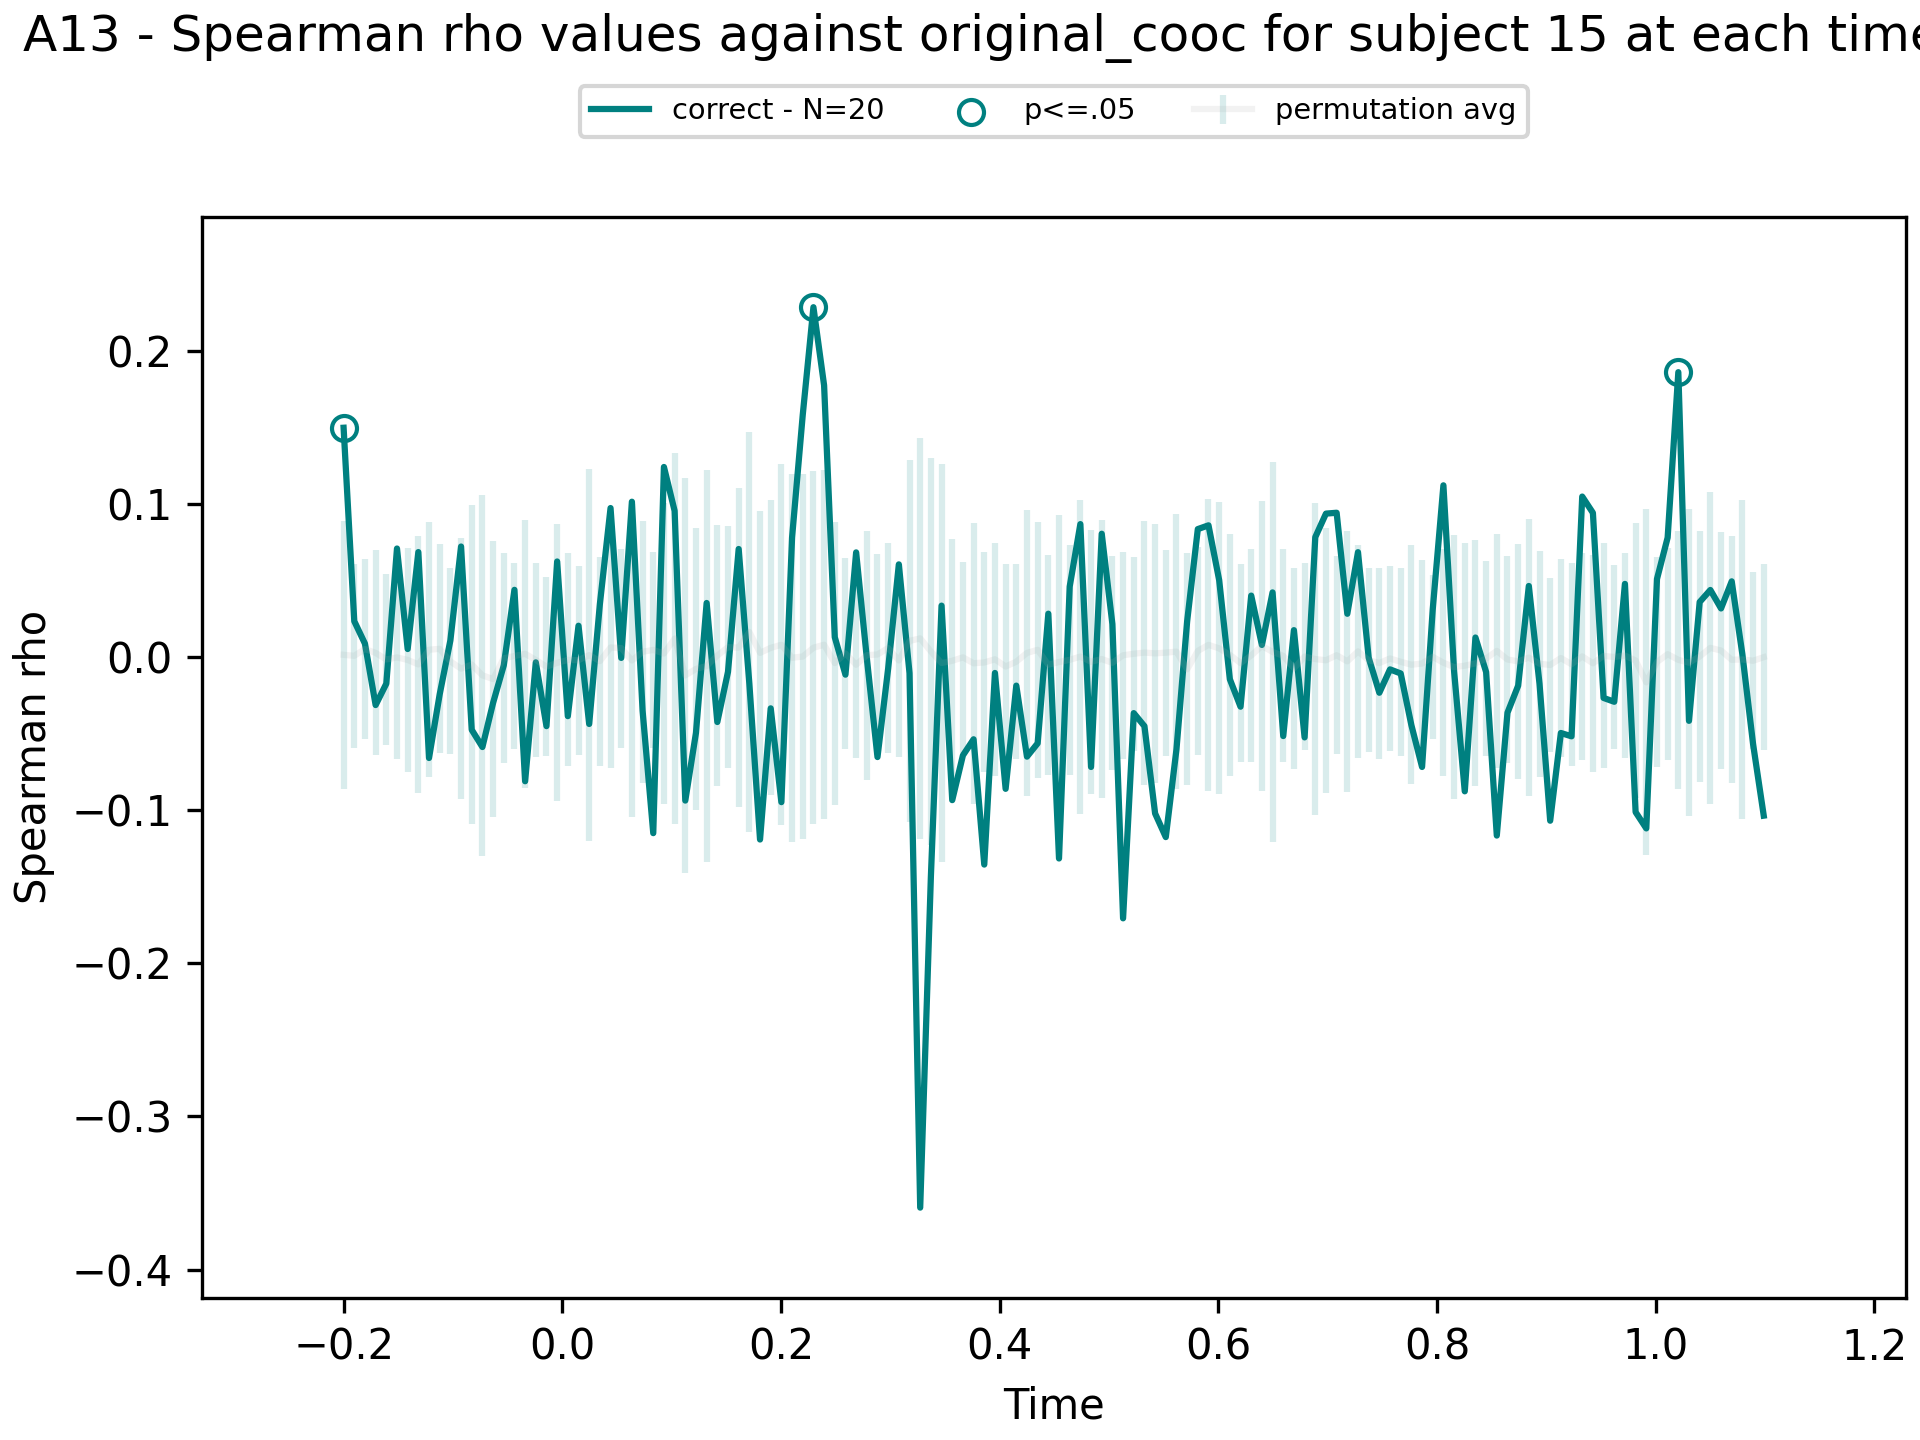 A13 - Spearman rho values against original_cooc for subject 15 at each time
correct - N=20 p<=.05 permutation avg
0.2
0.1
0.0
−0.1
−0.2
−0.3
−0.4
Spearman rho
−0.2 0.0 0.2 0.4 0.6 0.8 1.0 1.2
Time